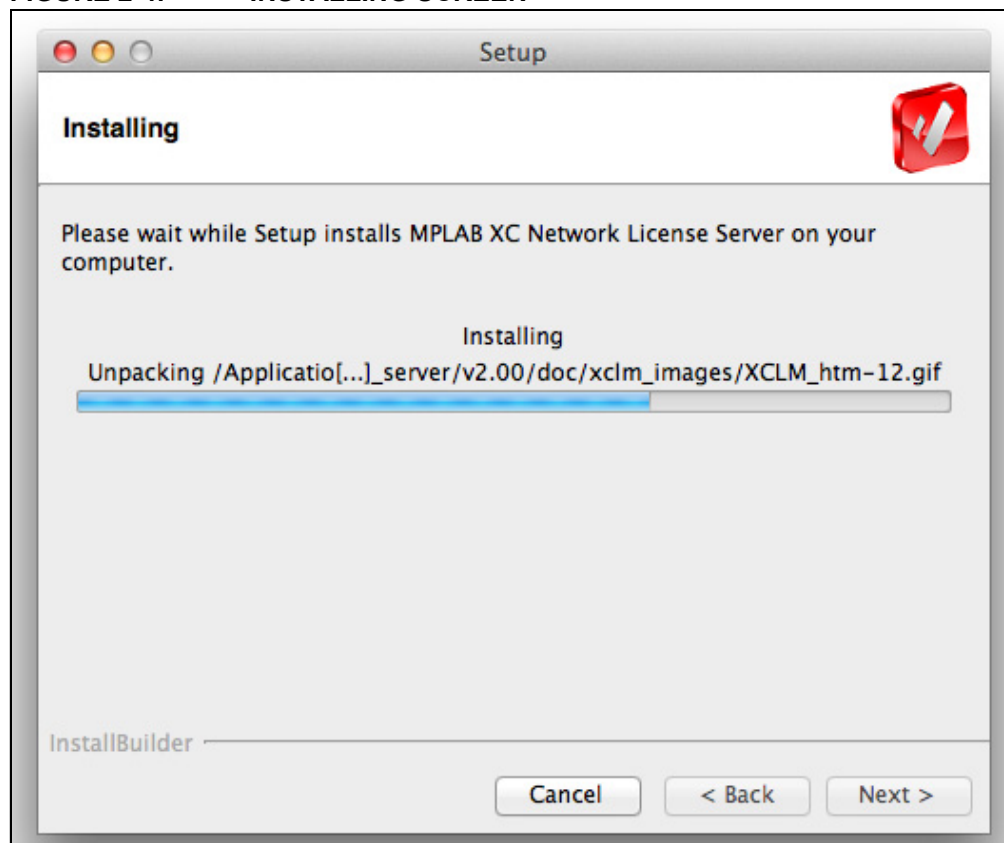 Setup
Installing
Please wait while Setup installs MPLAB XC Network License Server on your
computer.
Installing
Unpacking /Applicatio[...]_server/v2.00/doc/xclm_images/XCLM_htm-12.gif
InstallBuilder
Cancel
< Back
Next >